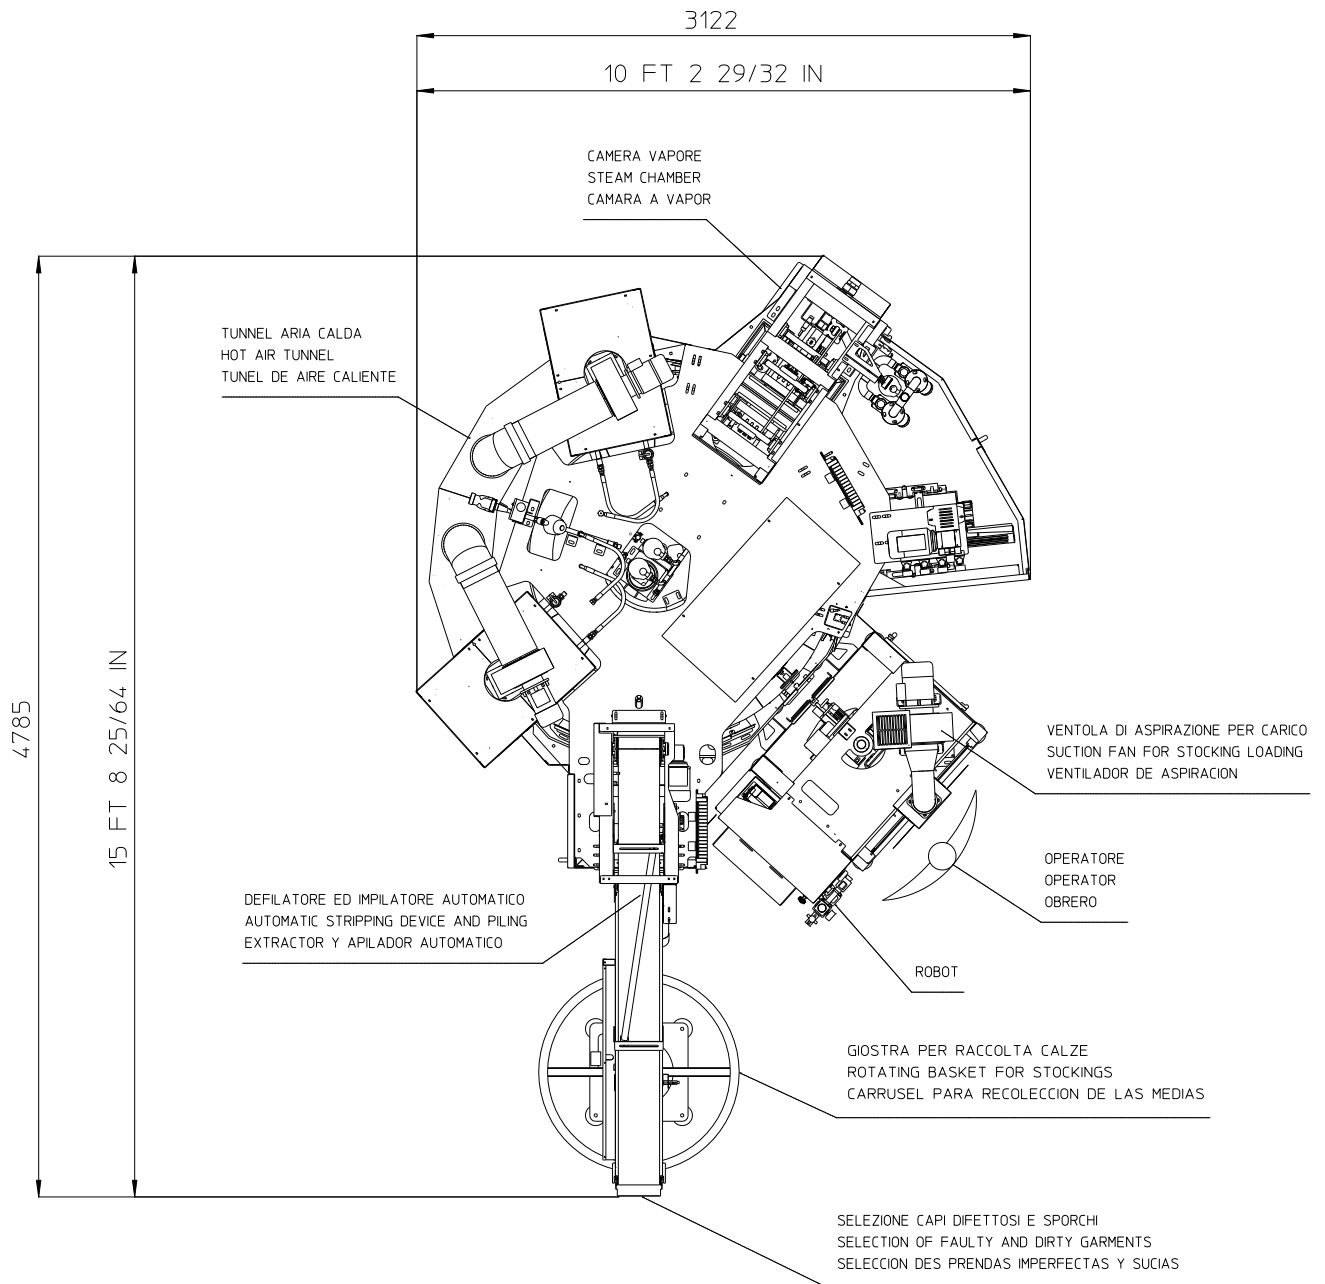 3122
10 FT 2 29/32 IN
CAMERA VAPORE
STEAM CHAMBER
CAMARA A VAPOR
TUNNEL ARIA CALDA
HOT AIR TUNNEL
TUNEL DE AIRE CALIENTE
4785
15 FT 8 25/64 IN
VENTOLA DI ASPIRAZIONE PER CARICO
SUCTION FAN FOR STOCKING LOADING
VENTILADOR DE ASPIRACION
OPERATORE
OPERATOR
OBRERO
DEFILATORE ED IMPILATORE AUTOMATICO
AUTOMATIC STRIPPING DEVICE AND PILING
EXTRACTOR Y APILADOR AUTOMATICO
ROBOT
GIOSTRA PER RACCOLTA CALZE
ROTATING BASKET FOR STOCKINGS
CARRUSEL PARA RECOLECCION DE LAS MEDIAS
SELEZIONE CAPI DIFETTOSI E SPORCHI
SELECTION OF FAULTY AND DIRTY GARMENTS
SELECCION DES PRENDAS IMPERFECTAS Y SUCIAS